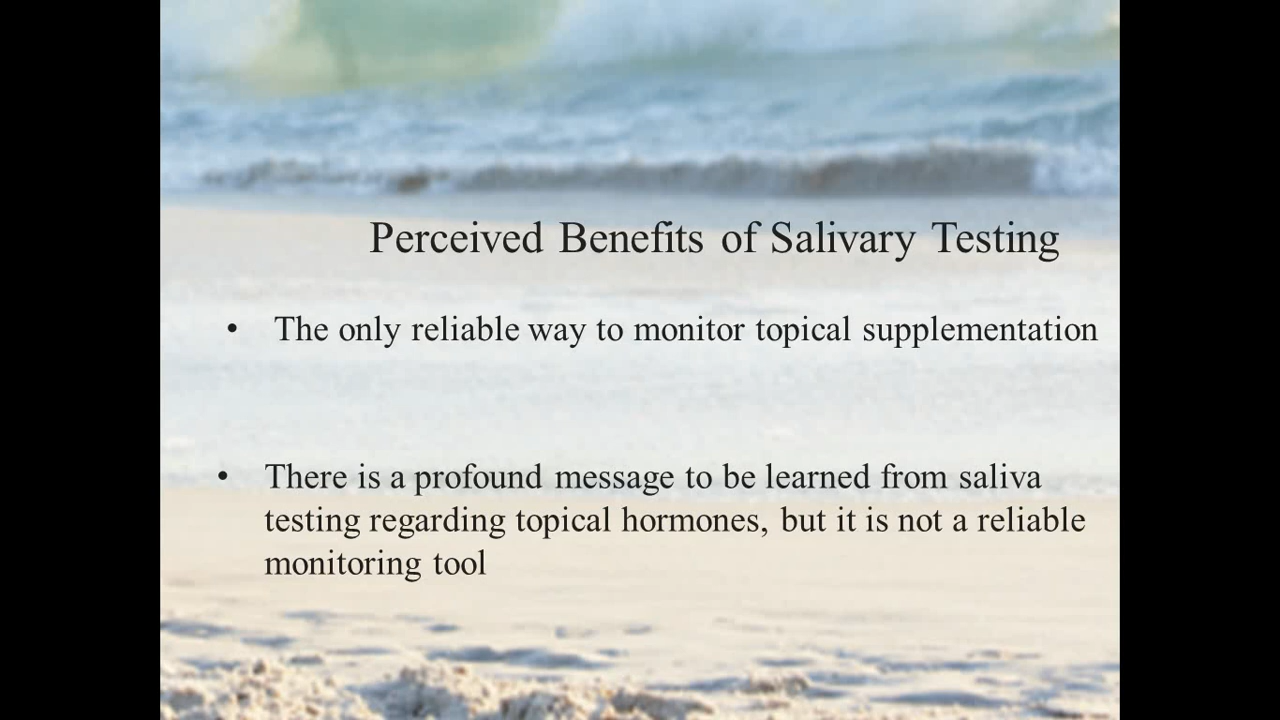 Perceived Benefits of Salivary Testing
• The only reliable way to monitor topical supplementation
• There is a profound message to be learned from saliva
testing regarding topical hormones, but it is not a reliable
monitoring tool